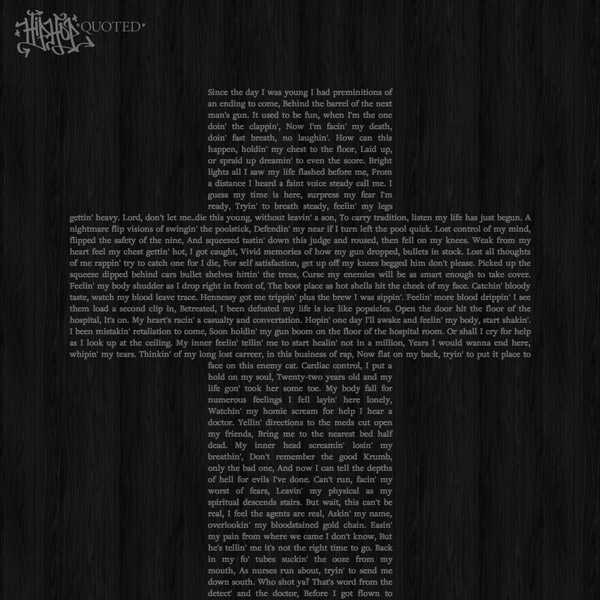 HIPHOP QUOTED"
Since the day I was young I had preminitions of
an ending to come, Behind the barrel of the next
man's gun. It used to be fun, when I'm the one
doin' the clappin', Now I'm facin' my death,
doin' fast breath, no laughin'. How can this
happen, holdin' my chest to the floor, Laid up,
or spraid up dreamin' to even the score. Bright
lights all I saw my life flashed before me, From
a distance I heard a faint voice steady call me. I
guess my time is here, surpress my fear I'm
ready, Tryin' to breath steady, feelin' my legs
gettin' heavy. Lord, don't let me..die this young, without leavin' a son, To carry tradition, listen my life has just begun. A
nightmare flip visions of swingin' the poolstick, Defendin' my near if I turn left the pool quick. Lost control of my mind,
flipped the safety of the nine, And squeezed tastin' down this judge and roused, then fell on my knees. Weak from my
heart feel my chest gettin' hot, I got caught, Vivid memories of how my gun dropped, bullets in stock. Lost all thoughts
of me rappin' try to catch one for I die, For self satisfaction, get up off my knees begged him don't please. Picked up the
squeeze dipped behind cars bullet shelves hittin' the trees, Curse my enemies will be as smart enough to take cover.
Feelin' my body shudder as I drop right in front of, The boot place as hot shells hit the cheek of my face. Catchin' bloody
taste, watch my blood leave trace. Hennessy got me trippin' plus the brew I was sippin'. Feelin' more blood drippin' I see
them load a second clip in, Betreated, I been defeated my life is ice like popsicles. Open the door hit the floor of the
hospital, It's on. My heart's racin' a casualty and convertation. Hopin' one day I'll awake and feelin' my body, start shakin'.
I been mistakin' retaliation to come, Soon holdin' my gun boom on the floor of the hospital room. Or shall I cry for help
as I look up at the ceiling. My inner feelin' tellin' me to start healin' not in a million, Years I would wanna end here,
whipin' my tears. Thinkin' of my long lost carreer, in this business of rap, Now flat on my back, tryin' to put it place to
face on this enemy cat. Cardiac control, I put a
hold on my soul, Twenty-two years old and my
life gon' took her some toe. My body fall for
numerous feelings I fell layin' here lonely,
Watchin' my homie scream for help I hear a
doctor. Yellin' directions to the meds cut open
my friends, Bring me to the nearest bed half
dead. My inner head screamin' losin' my
breathin', Don't remember the good Krumb,
only the bad one, And now I can tell the depths
of hell for evils I've done. Can't run, facin' my
worst of fears, Leavin' my physical as my
spiritual descends stairs. But wait, this can't be
real, I feel the agents are real, Askin' my name,
overlookin' my bloodstained gold chain. Easin'
my pain from where we came I don't know, But
he's tellin' me it's not the right time to go. Back
in my fo' tubes suckin' the ooze from my
mouth, As nurses run about, tryin' to send me
down south. Who shot ya? That's word from the
detect' and the doctor, Before I got flown to